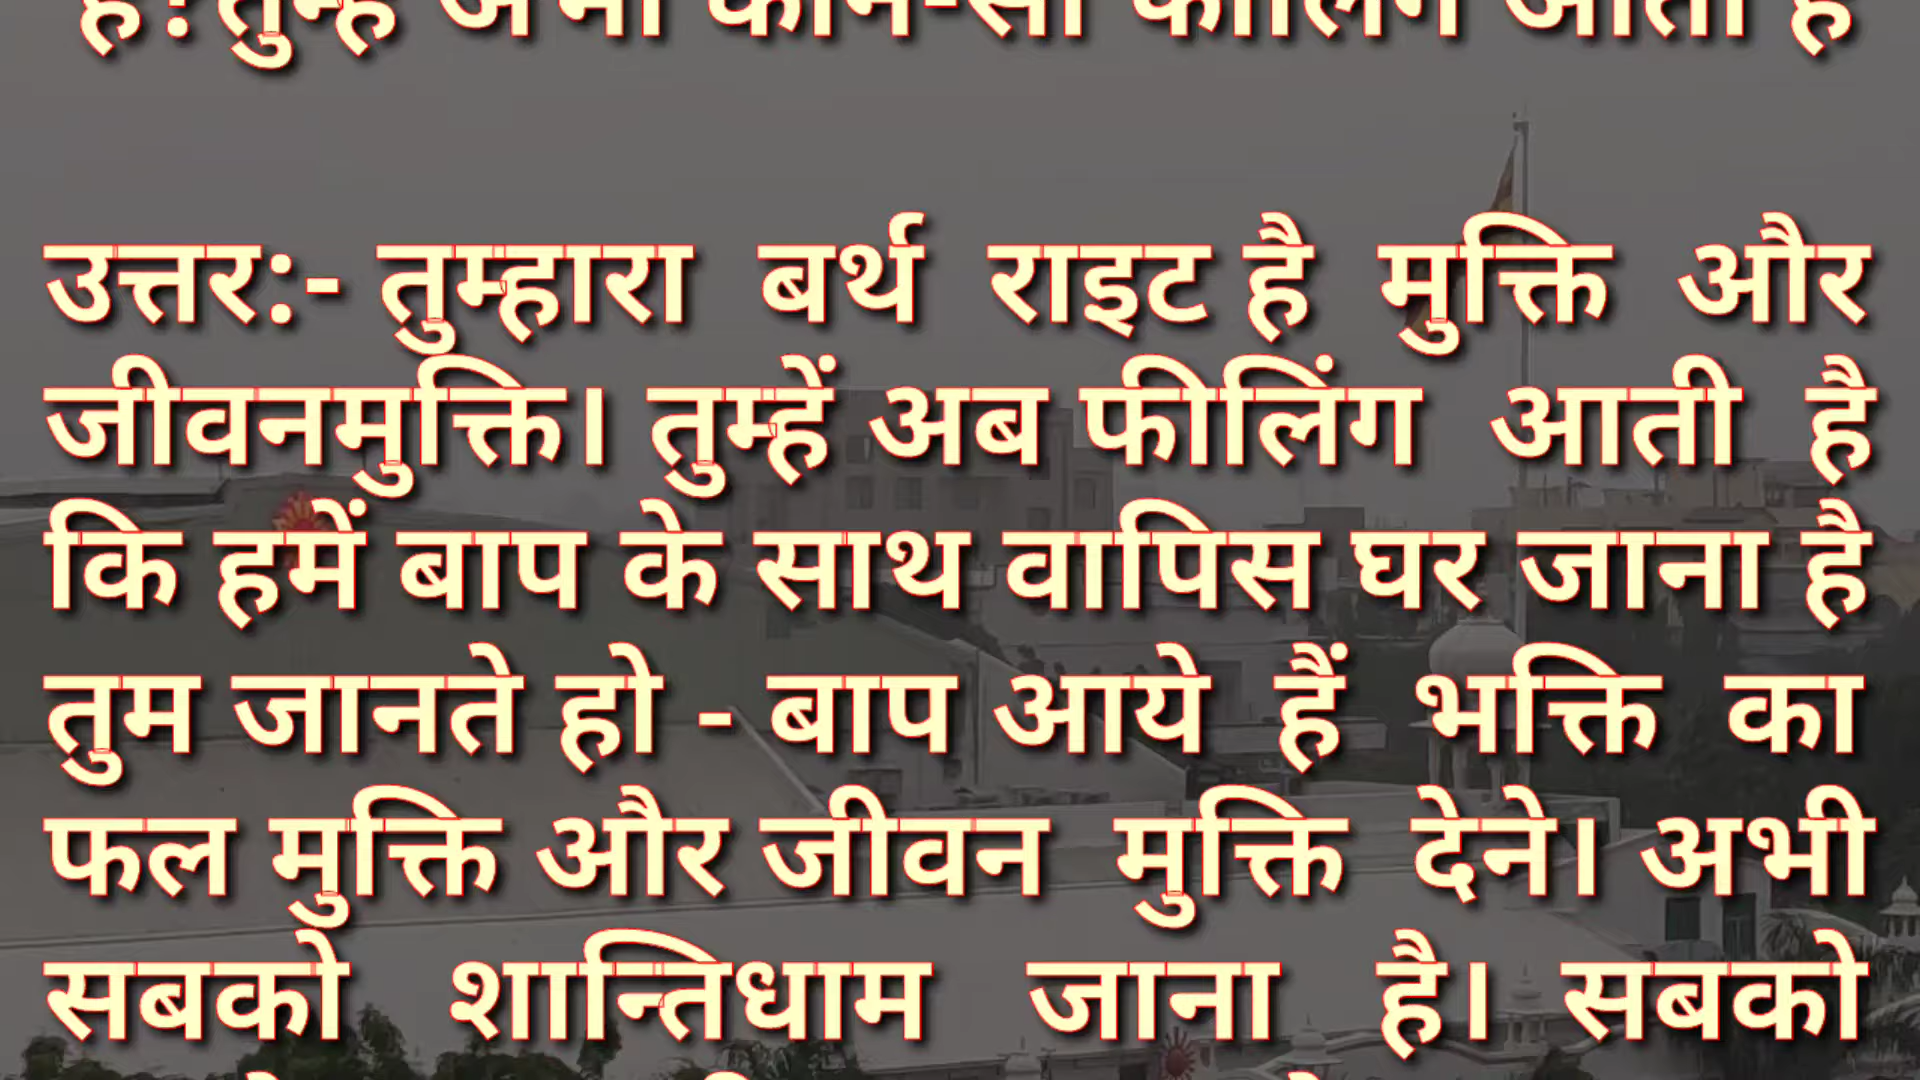 है?तुम्हें अभी कौन-सी फीलिंग आती है
उत्तर:- तुम्हारा बर्थ राइट है मुक्ति और
जीवनमुक्ति। तुम्हें अब फीलिंग आती है
कि हमें बाप के साथ वापिस घर जाना है
तुम जानते हो - बाप आये हैं भक्ति का
फल मुक्ति और जीवन मुक्ति देने। अभी
सबको शान्तिधाम जाना है। सबको